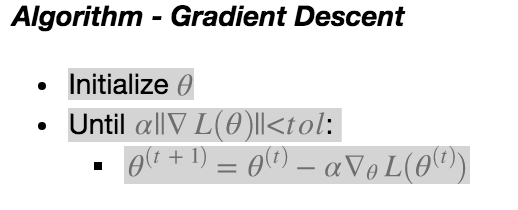 Algorithm - Gradient Descent
• Initialize θ
• Until α||∇ L(θ)||<tol:
▪ θ^(t + 1) = θ^(t) − α∇_θ L(θ^(t))